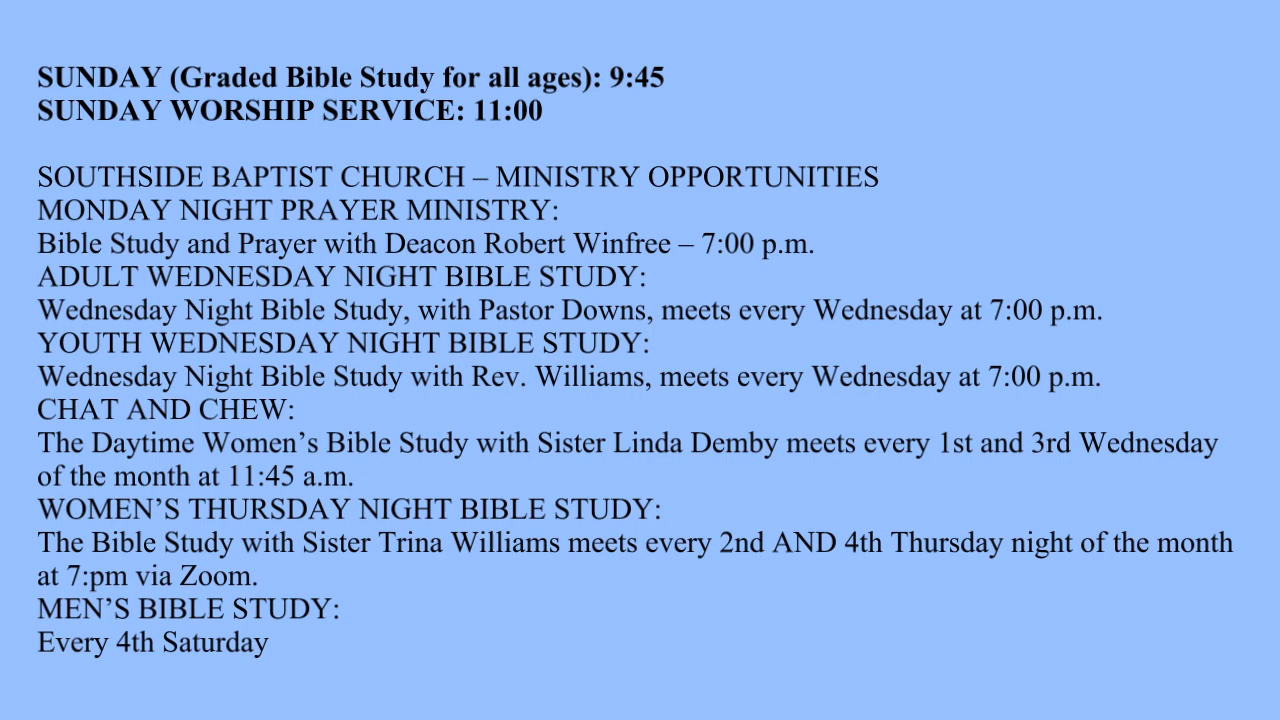 SUNDAY (Graded Bible Study for all ages): 9:45
SUNDAY WORSHIP SERVICE: 11:00
SOUTHSIDE BAPTIST CHURCH – MINISTRY OPPORTUNITIES
MONDAY NIGHT PRAYER MINISTRY:
Bible Study and Prayer with Deacon Robert Winfree – 7:00 p.m.
ADULT WEDNESDAY NIGHT BIBLE STUDY:
Wednesday Night Bible Study, with Pastor Downs, meets every Wednesday at 7:00 p.m.
YOUTH WEDNESDAY NIGHT BIBLE STUDY:
Wednesday Night Bible Study with Rev. Williams, meets every Wednesday at 7:00 p.m.
CHAT AND CHEW:
The Daytime Women’s Bible Study with Sister Linda Demby meets every 1st and 3rd Wednesday
of the month at 11:45 a.m.
WOMEN’S THURSDAY NIGHT BIBLE STUDY:
The Bible Study with Sister Trina Williams meets every 2nd AND 4th Thursday night of the month
at 7:pm via Zoom.
MEN’S BIBLE STUDY:
Every 4th Saturday